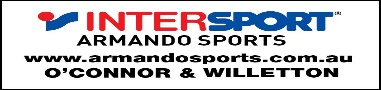 INTERSPORT®
ARMANDO SPORTS
www.armandosports.com.au
O'CONNOR & WILLETTON